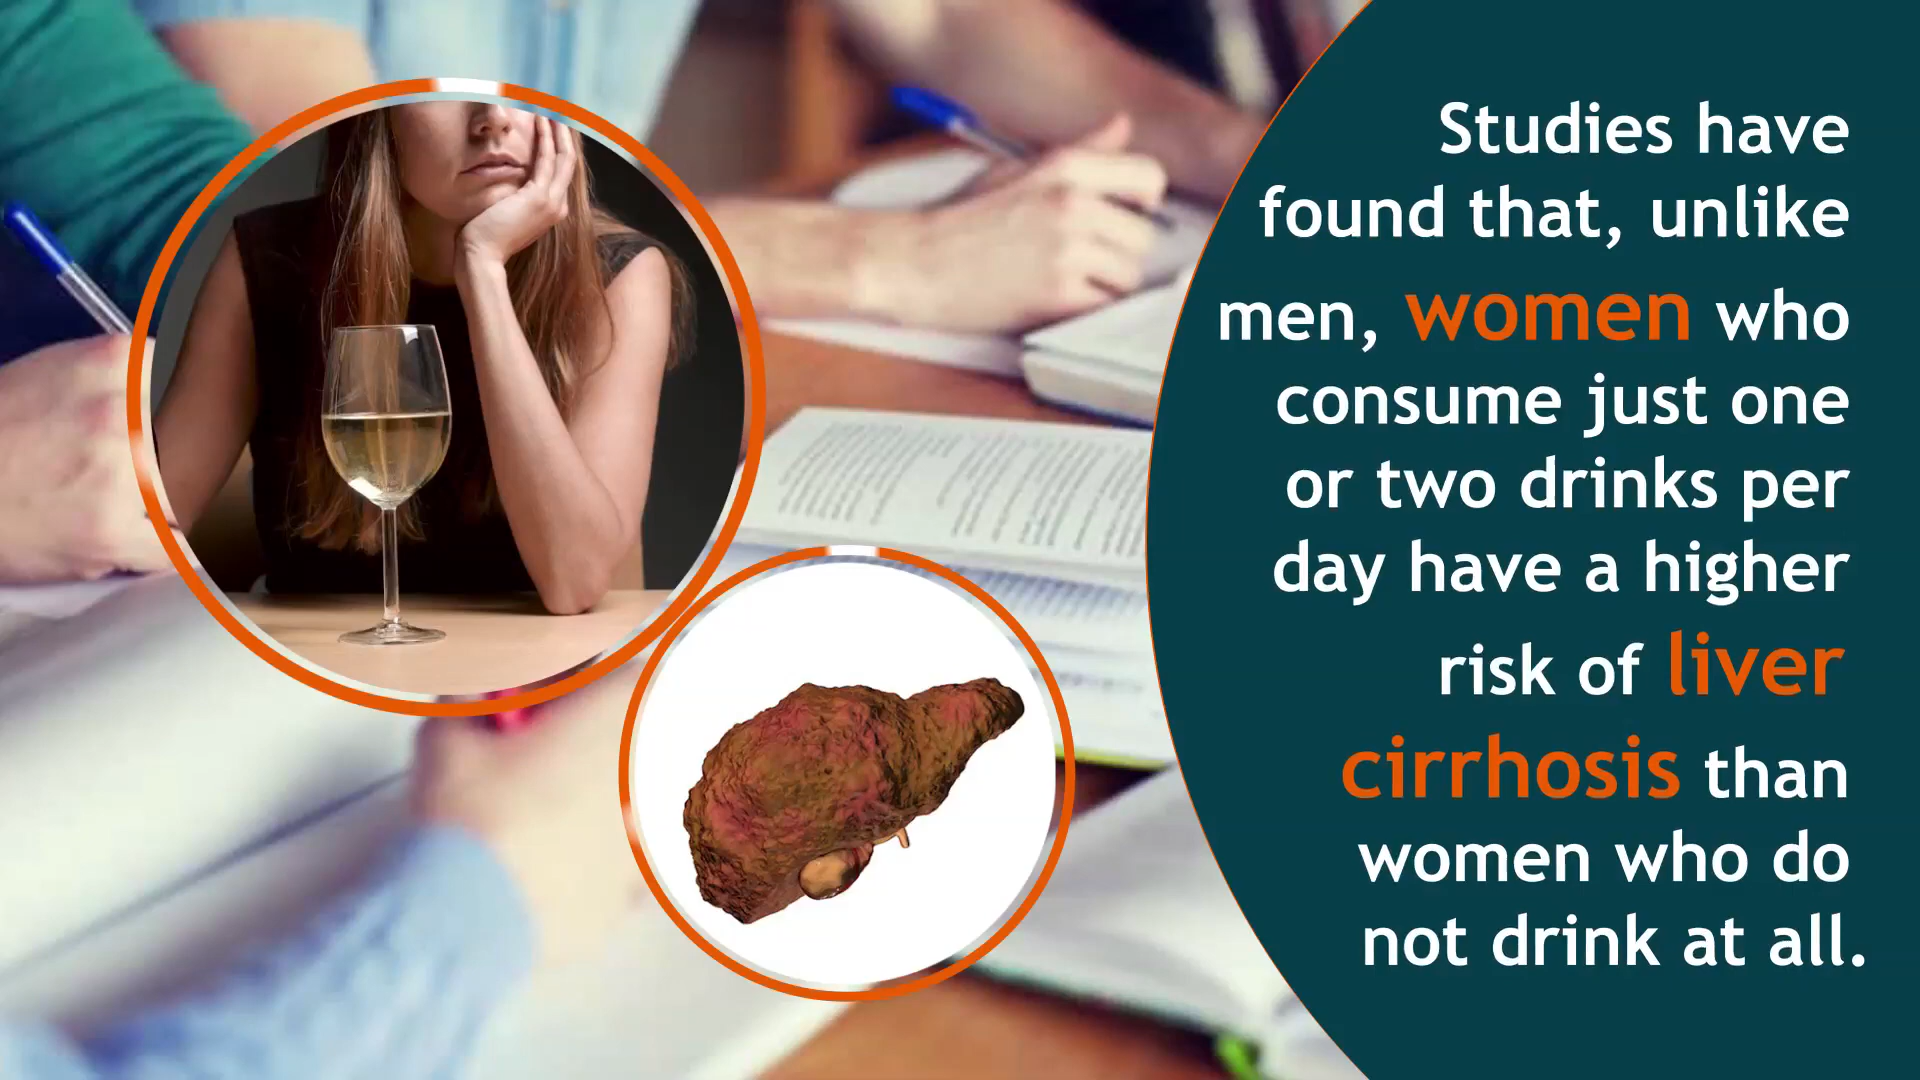 Studies have
found that, unlike
men, women who
consume just one
or two drinks per
day have a higher
risk of liver
cirrhosis than
women who do
not drink at all.